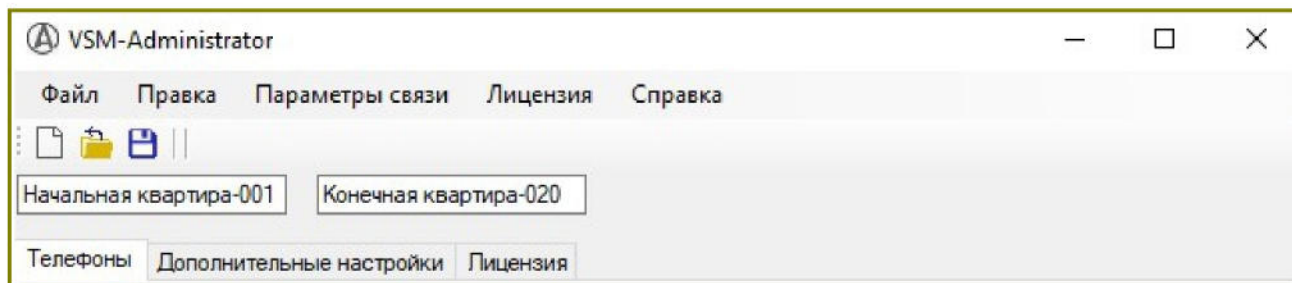 VSM-Administrator
Файл Правка Параметры связи Лицензия Справка
Начальная квартира-001 Конечная квартира-020
Телефоны Дополнительные настройки Лицензия